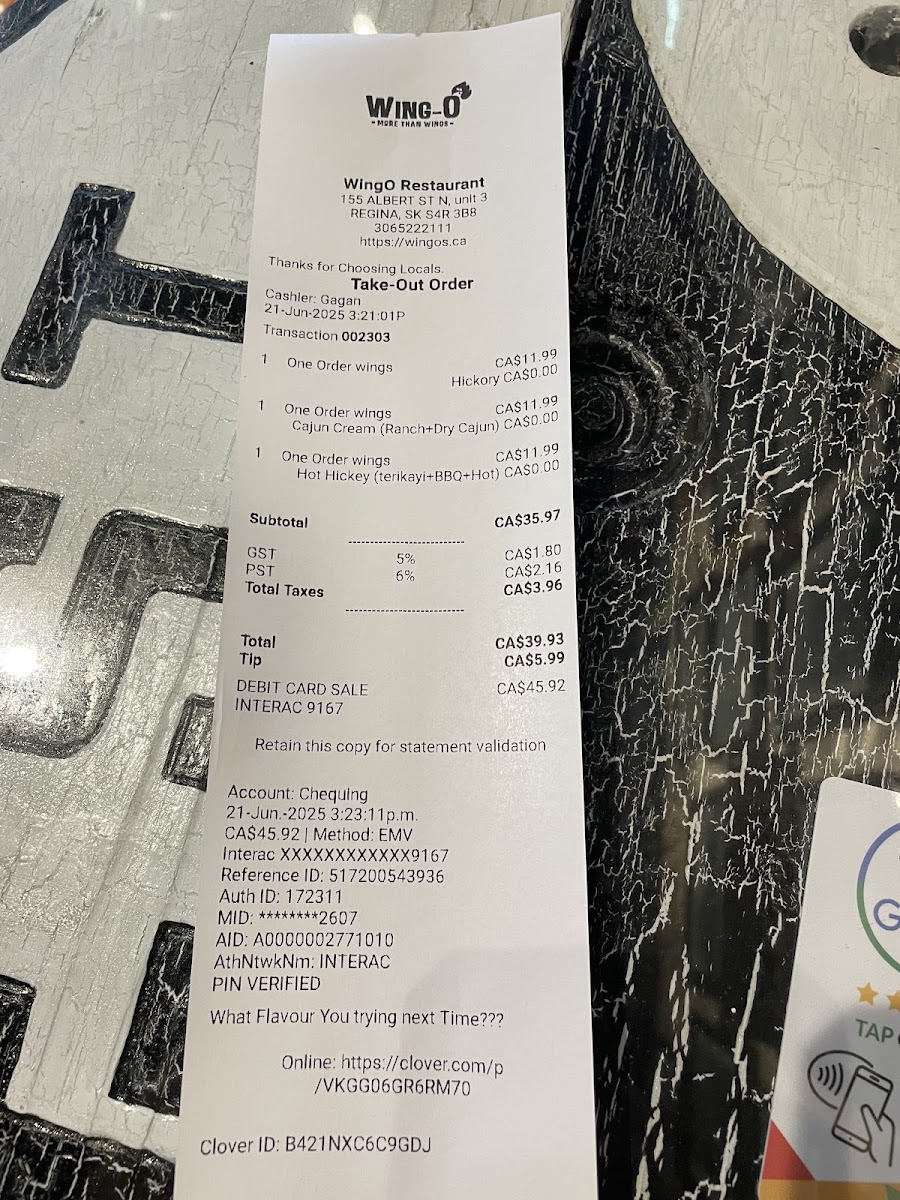 WING-O
- MORE THAN WINGS -
WingO Restaurant
155 ALBERT ST N, unit 3
REGINA, SK S4R 3B8
3065222111
https://wingos.ca
Thanks for Choosing Locals.
Take-Out Order
Cashier: Gagan
21-Jun-2025 3:21:01P
Transaction 002303
1 One Order wings CA$11.99
Hickory CA$0.00
1 One Order wings CA$11.99
Cajun Cream (Ranch+Dry Cajun) CA$0.00
1 One Order wings CA$11.99
Hot Hickey (terikayi+BBQ+Hot) CA$0.00
Subtotal CA$35.97
------------------------
GST 5% CA$1.80
PST 6% CA$2.16
Total Taxes CA$3.96
------------------------
Total CA$39.93
Tip CA$5.99
DEBIT CARD SALE CA$45.92
INTERAC 9167
Retain this copy for statement validation
Account: Chequing
21-Jun.-2025 3:23:11p.m.
CA$45.92 | Method: EMV
Interac XXXXXXXXXXXX9167
Reference ID: 517200543936
Auth ID: 172311
MID: ********2607
AID: A0000002771010
AthNtwkNm: INTERAC
PIN VERIFIED
What Flavour You trying next Time???
Online: https://clover.com/p
/VKGG06GR6RM70
Clover ID: B421NXC6C9GDJ
G
TAP